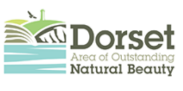 Dorset
Area of Outstanding
Natural Beauty